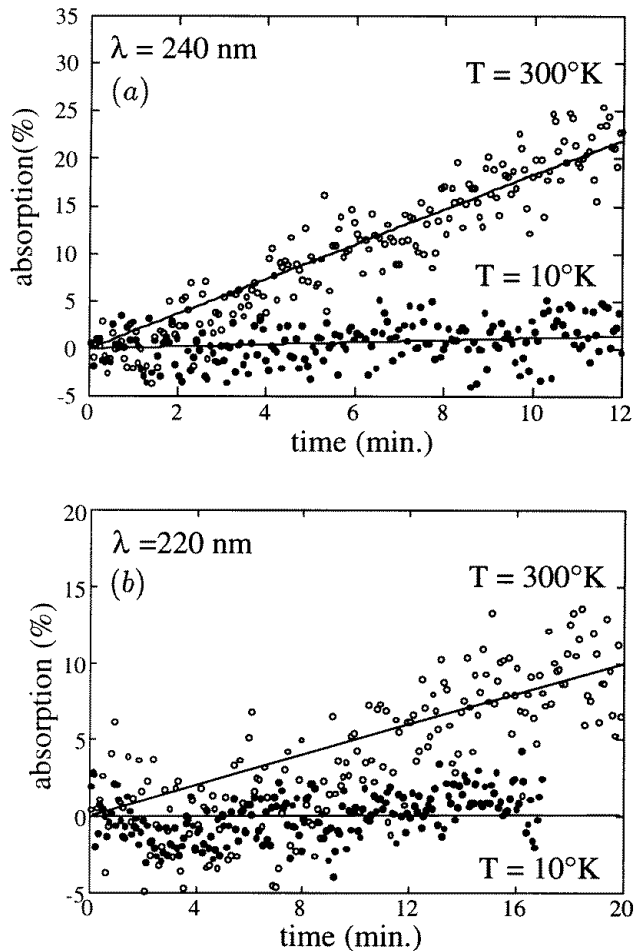 35
30
25
20
15
10
5
0
-5
absorption(%)
λ = 240 nm
(a)
T = 300°K
T = 10°K
0 2 4 6 8 10 12
time (min.)
20
15
10
5
0
-5
absorption (%)
λ =220 nm
(b)
T = 300°K
T = 10°K
0 4 8 12 16 20
time (min.)